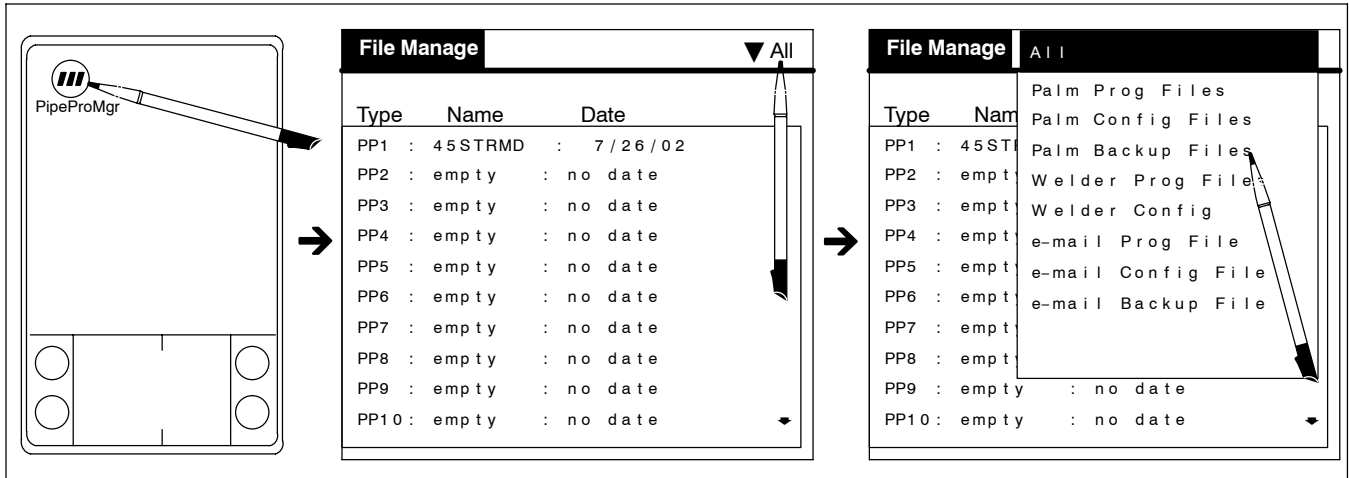 PipeProMgr
File Manage ▼ All
Type Name Date
PP1 : 45STRMD : 7/26/02
PP2 : empty : no date
PP3 : empty : no date
PP4 : empty : no date
PP5 : empty : no date
PP6 : empty : no date
PP7 : empty : no date
PP8 : empty : no date
PP9 : empty : no date
PP10: empty : no date
File Manage All
Type Nam
PP1 : 45ST
PP2 : empt
PP3 : empt
PP4 : empt
PP5 : empt
PP6 : empt
PP7 : empt
PP8 : empt
PP9 : empty : no date
PP10: empty : no date
Palm Prog Files
Palm Config Files
Palm Backup Files
Welder Prog Files
Welder Config
e-mail Prog File
e-mail Config File
e-mail Backup File